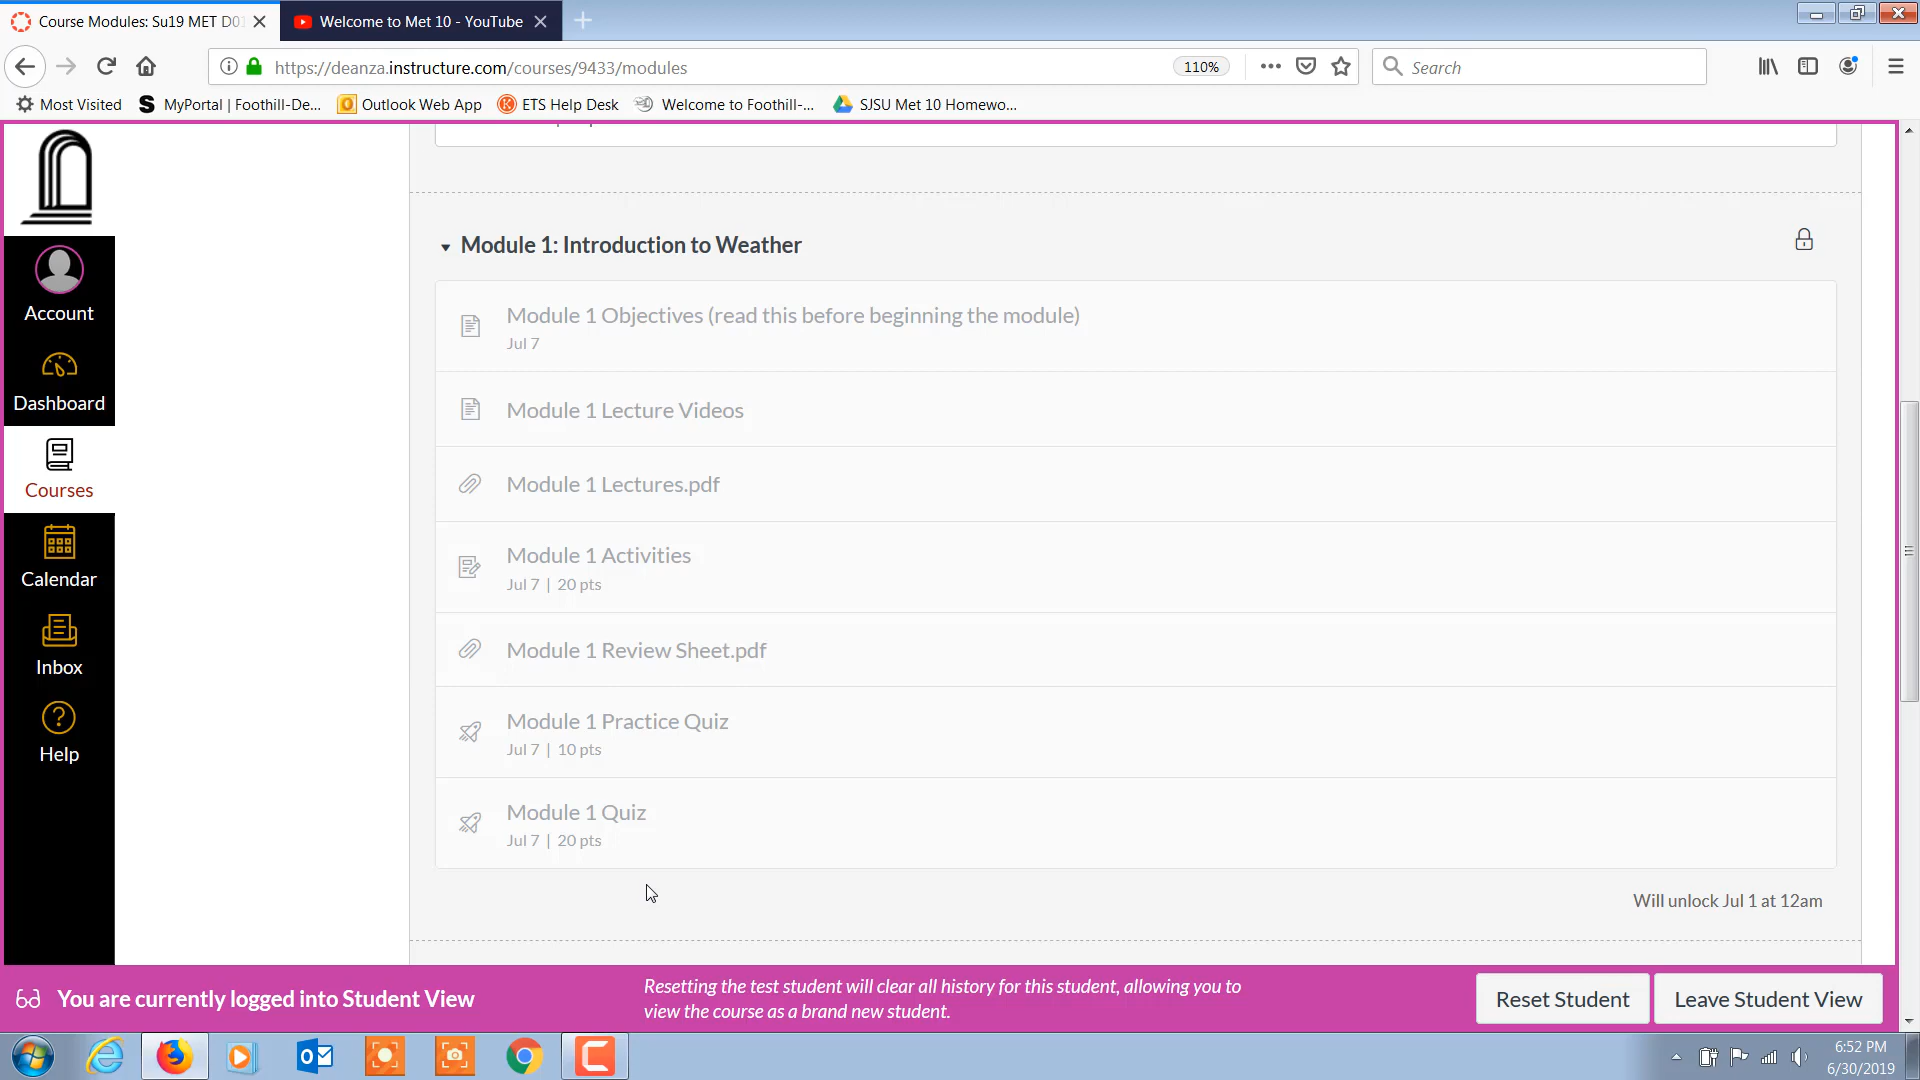 Course Modules: Su19 MET D01
Welcome to Met 10 - YouTube
https://deanza.instructure.com/courses/9433/modules
110%
Search
Most Visited
MyPortal | Foothill-De...
Outlook Web App
ETS Help Desk
Welcome to Foothill-...
SJSU Met 10 Homewo...
Account
Dashboard
Courses
Calendar
Inbox
Help
Module 1: Introduction to Weather
Module 1 Objectives (read this before beginning the module)
Jul 7
Module 1 Lecture Videos
Module 1 Lectures.pdf
Module 1 Activities
Jul 7 | 20 pts
Module 1 Review Sheet.pdf
Module 1 Practice Quiz
Jul 7 | 10 pts
Module 1 Quiz
Jul 7 | 20 pts
Will unlock Jul 1 at 12am
You are currently logged into Student View
Resetting the test student will clear all history for this student, allowing you to
view the course as a brand new student.
Reset Student
Leave Student View
6:52 PM
6/30/2019